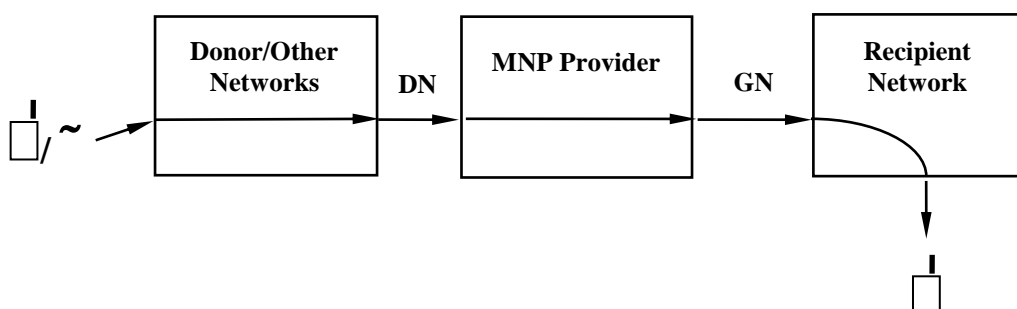 Donor/Other
Networks
DN
MNP Provider
GN
Recipient
Network
/ ~